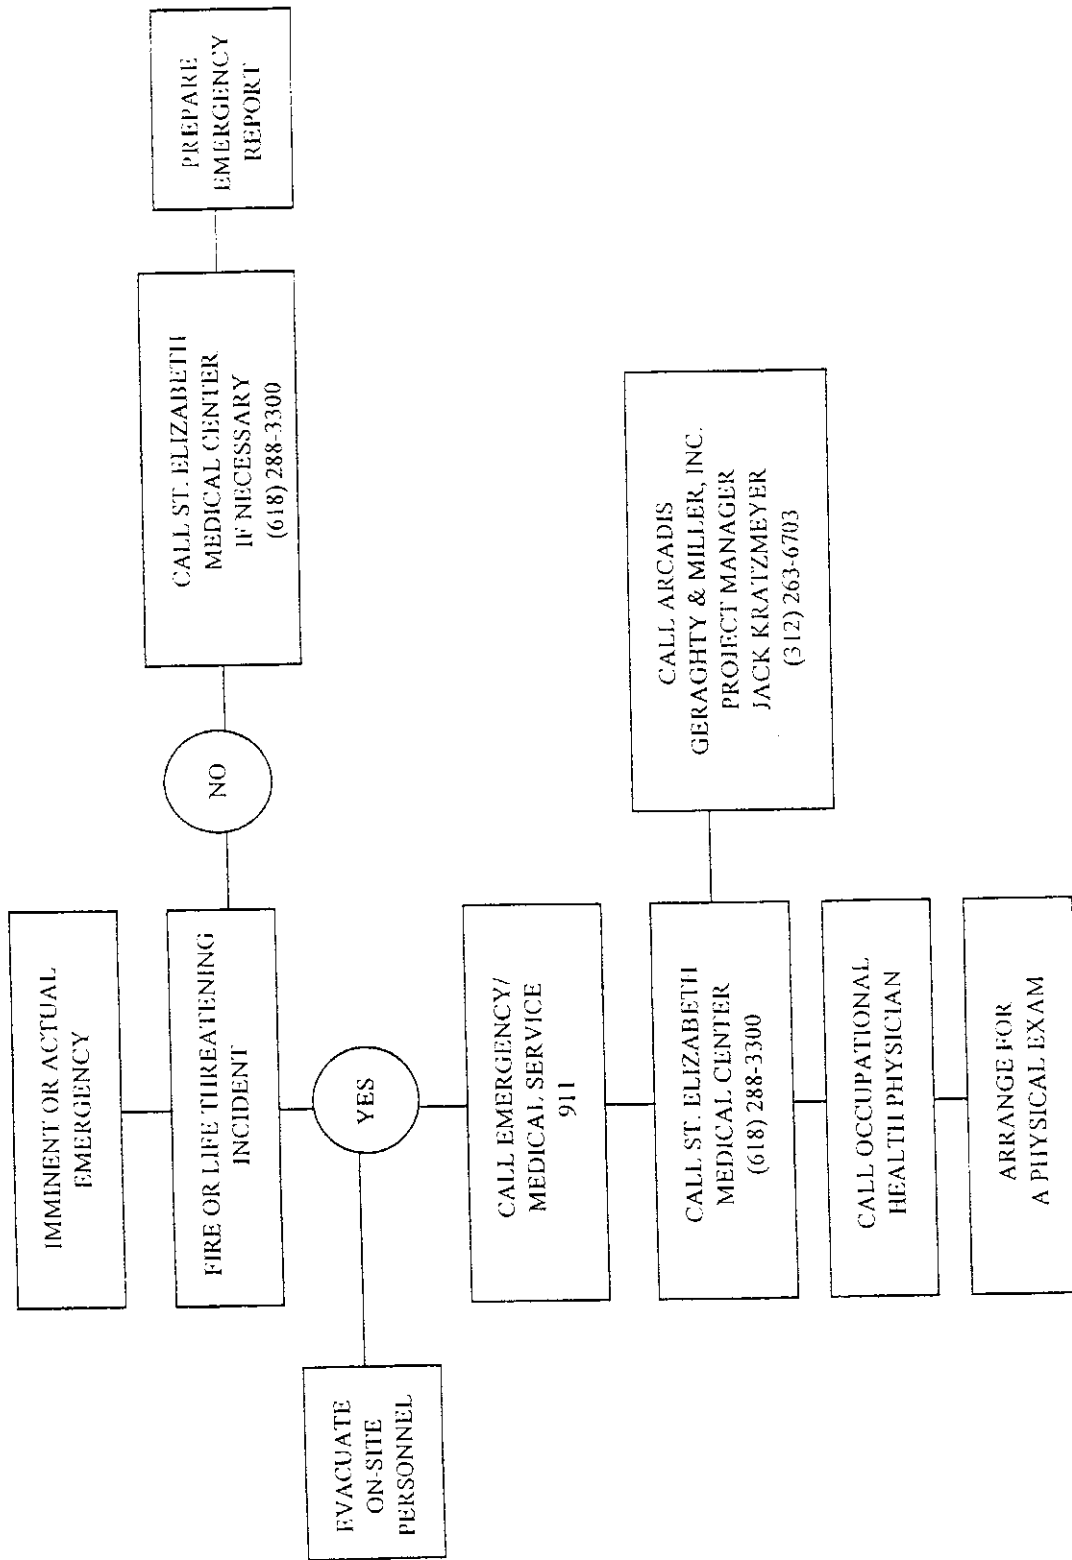 IMMINENT OR ACTUAL
EMERGENCY
FIRE OR LIFE THREATENING
INCIDENT
NO
CALL ST. ELIZABETH
MEDICAL CENTER
IF NECESSARY
(618) 288-3300
PREPARE
EMERGENCY
REPORT
YES
EVACUATE
ON-SITE
PERSONNEL
CALL EMERGENCY/
MEDICAL SERVICE
911
CALL ST. ELIZABETH
MEDICAL CENTER
(618) 288-3300
CALL ARCADIS
GERAGHTY & MILLER, INC.
PROJECT MANAGER
JACK KRATZMEYER
(312) 263-6703
CALL OCCUPATIONAL
HEALTH PHYSICIAN
ARRANGE FOR
A PHYSICAL EXAM